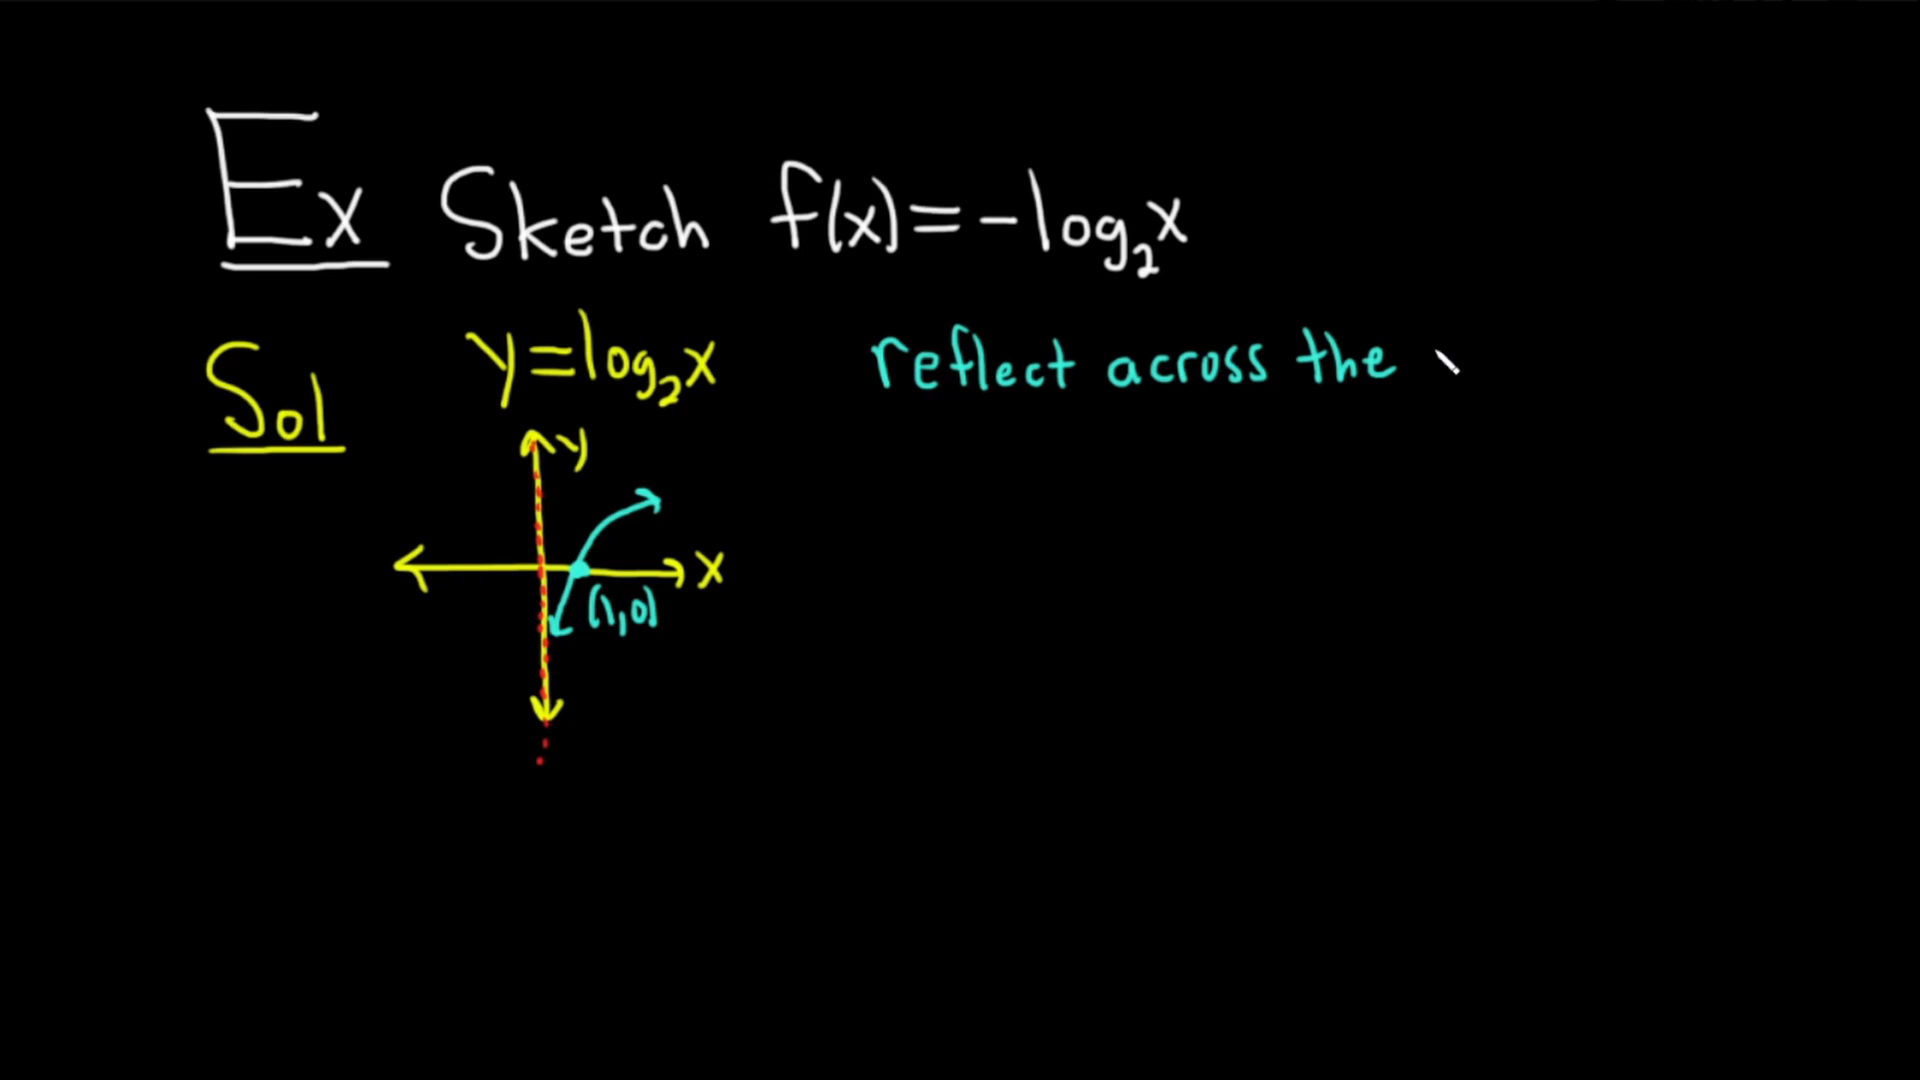 Ex Sketch f(x) = -log₂x
Sol y = log₂x reflect across the
y
x
(1,0)